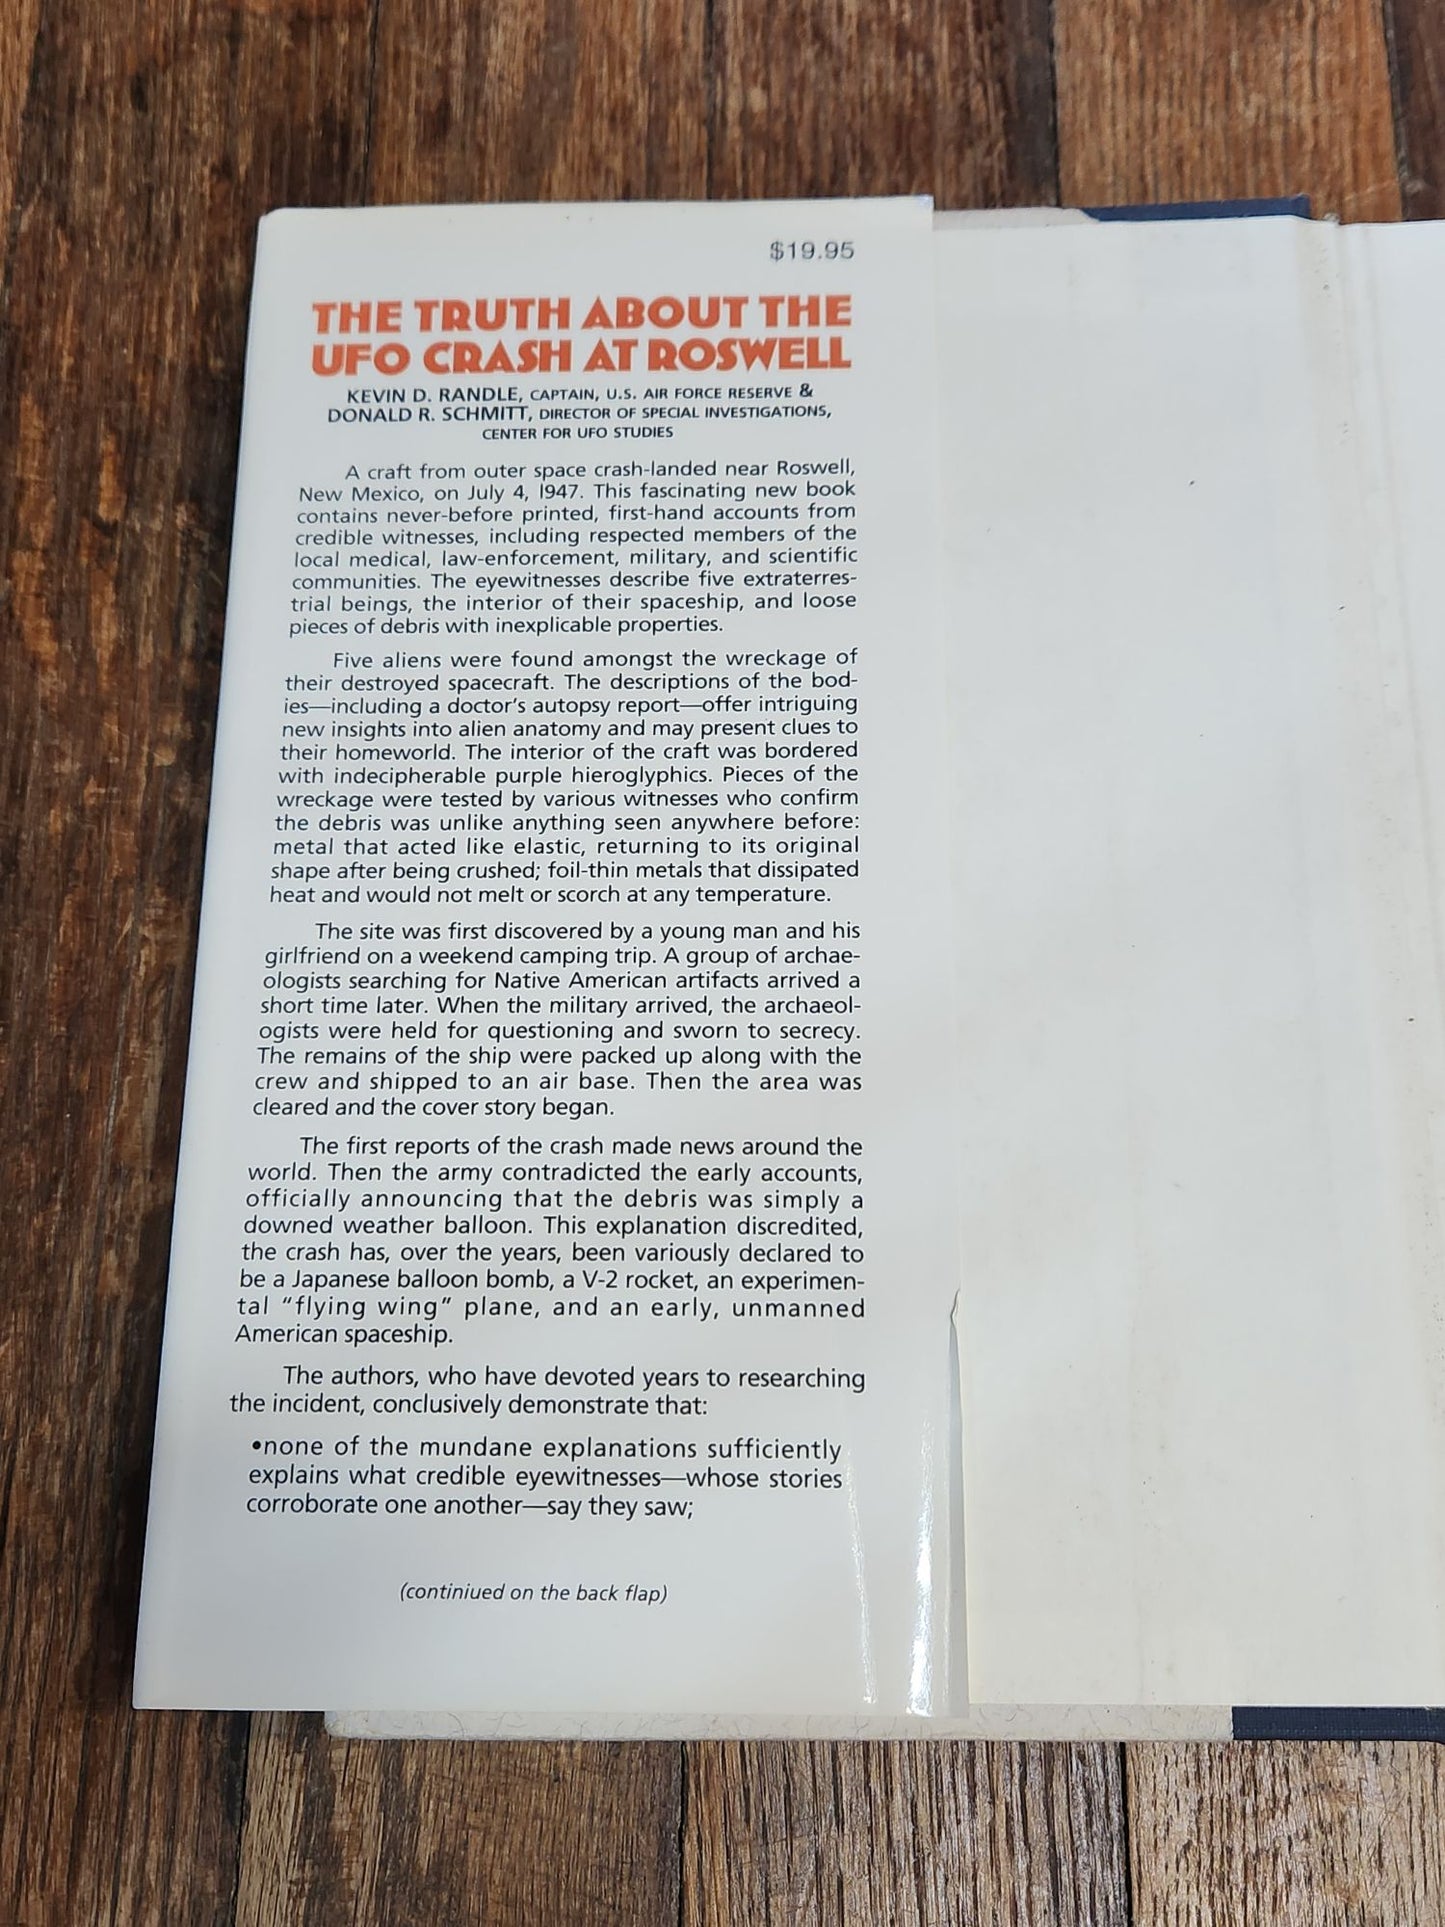 $19.95
THE TRUTH ABOUT THE
UFO CRASH AT ROSWELL
KEVIN D. RANDLE, CAPTAIN, U.S. AIR FORCE RESERVE &
DONALD R. SCHMITT, DIRECTOR OF SPECIAL INVESTIGATIONS,
CENTER FOR UFO STUDIES
A craft from outer space crash-landed near Roswell,
New Mexico, on July 4, 1947. This fascinating new book
contains never-before printed, first-hand accounts from
credible witnesses, including respected members of the
local medical, law-enforcement, military, and scientific
communities. The eyewitnesses describe five extraterres-
trial beings, the interior of their spaceship, and loose
pieces of debris with inexplicable properties.
Five aliens were found amongst the wreckage of
their destroyed spacecraft. The descriptions of the bod-
ies—including a doctor's autopsy report—offer intriguing
new insights into alien anatomy and may present clues to
their homeworld. The interior of the craft was bordered
with indecipherable purple hieroglyphics. Pieces of the
wreckage were tested by various witnesses who confirm
the debris was unlike anything seen anywhere before:
metal that acted like elastic, returning to its original
shape after being crushed; foil-thin metals that dissipated
heat and would not melt or scorch at any temperature.
The site was first discovered by a young man and his
girlfriend on a weekend camping trip. A group of archae-
ologists searching for Native American artifacts arrived a
short time later. When the military arrived, the archaeol-
ogists were held for questioning and sworn to secrecy.
The remains of the ship were packed up along with the
crew and shipped to an air base. Then the area was
cleared and the cover story began.
The first reports of the crash made news around the
world. Then the army contradicted the early accounts,
officially announcing that the debris was simply a
downed weather balloon. This explanation discredited,
the crash has, over the years, been variously declared to
be a Japanese balloon bomb, a V-2 rocket, an experimen-
tal "flying wing" plane, and an early, unmanned
American spaceship.
The authors, who have devoted years to researching
the incident, conclusively demonstrate that:
•none of the mundane explanations sufficiently
explains what credible eyewitnesses—whose stories
corroborate one another—say they saw;
(continiued on the back flap)